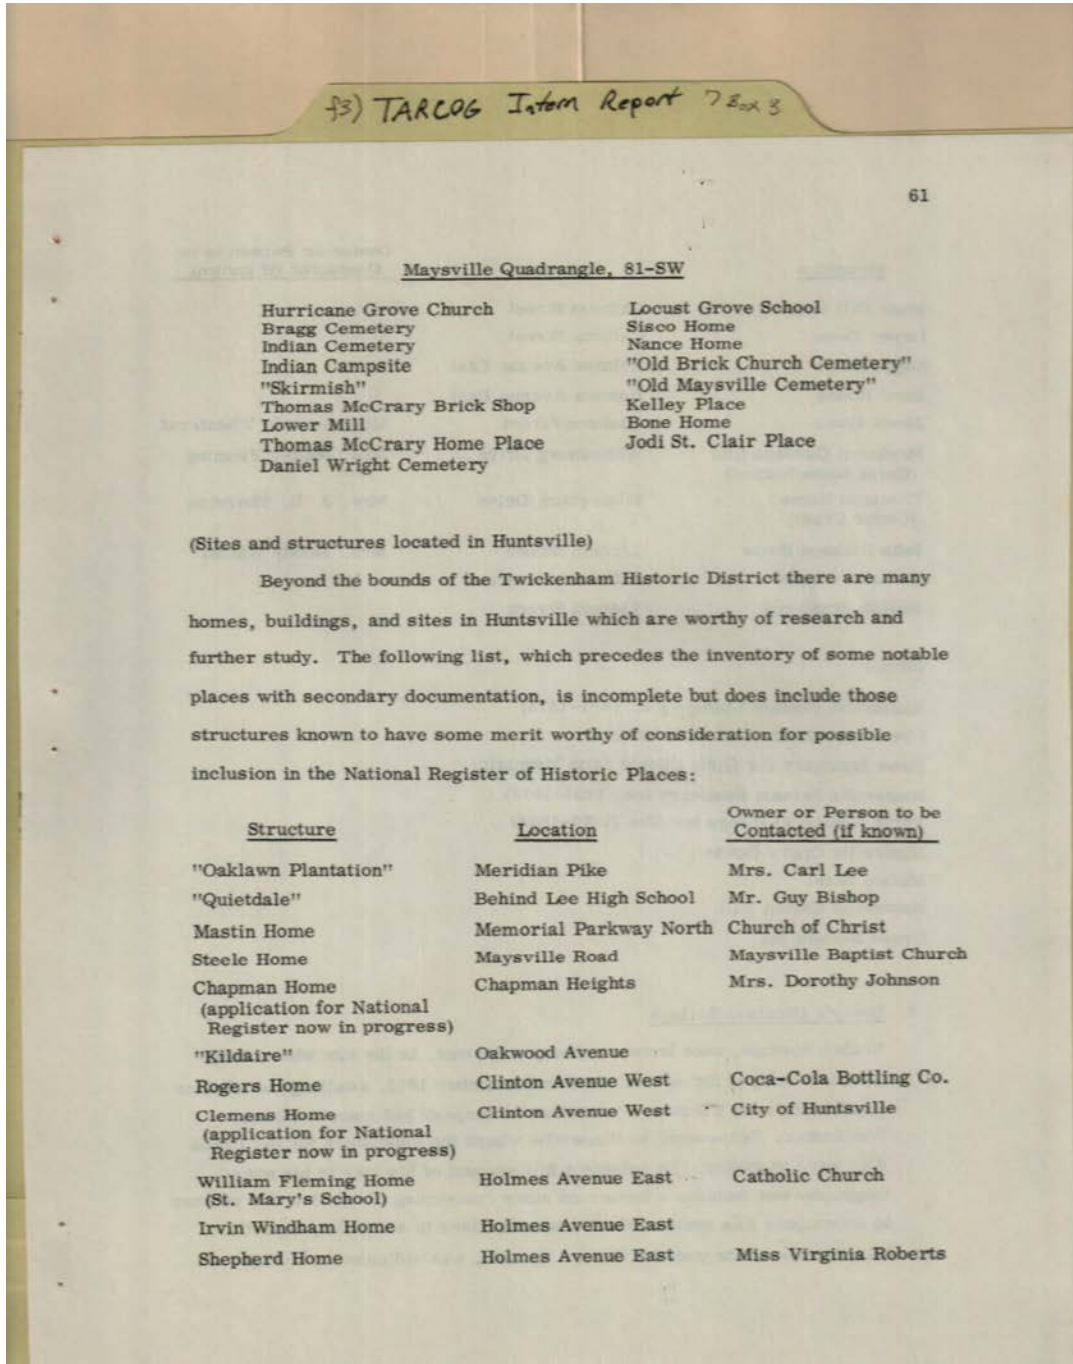 f3) TARCOG Intern Report 7 Box 3
61
Maysville Quadrangle, 81-SW
Hurricane Grove Church Locust Grove School
Bragg Cemetery Sisco Home
Indian Cemetery Nance Home
Indian Campsite "Old Brick Church Cemetery"
"Skirmish" "Old Maysville Cemetery"
Thomas McCrary Brick Shop Kelley Place
Lower Mill Bone Home
Thomas McCrary Home Place Jodi St. Clair Place
Daniel Wright Cemetery
(Sites and structures located in Huntsville)
Beyond the bounds of the Twickenham Historic District there are many
homes, buildings, and sites in Huntsville which are worthy of research and
further study. The following list, which precedes the inventory of some notable
places with secondary documentation, is incomplete but does include those
structures known to have some merit worthy of consideration for possible
inclusion in the National Register of Historic Places:
Owner or Person to be
Structure Location Contacted (if known)
"Oaklawn Plantation" Meridian Pike Mrs. Carl Lee
"Quietdale" Behind Lee High School Mr. Guy Bishop
Mastin Home Memorial Parkway North Church of Christ
Steele Home Maysville Road Maysville Baptist Church
Chapman Home Chapman Heights Mrs. Dorothy Johnson
(application for National
Register now in progress)
"Kildaire" Oakwood Avenue
Rogers Home Clinton Avenue West Coca-Cola Bottling Co.
Clemens Home Clinton Avenue West City of Huntsville
(application for National
Register now in progress)
William Fleming Home Holmes Avenue East Catholic Church
(St. Mary's School)
Irvin Windham Home Holmes Avenue East
Shepherd Home Holmes Avenue East Miss Virginia Roberts